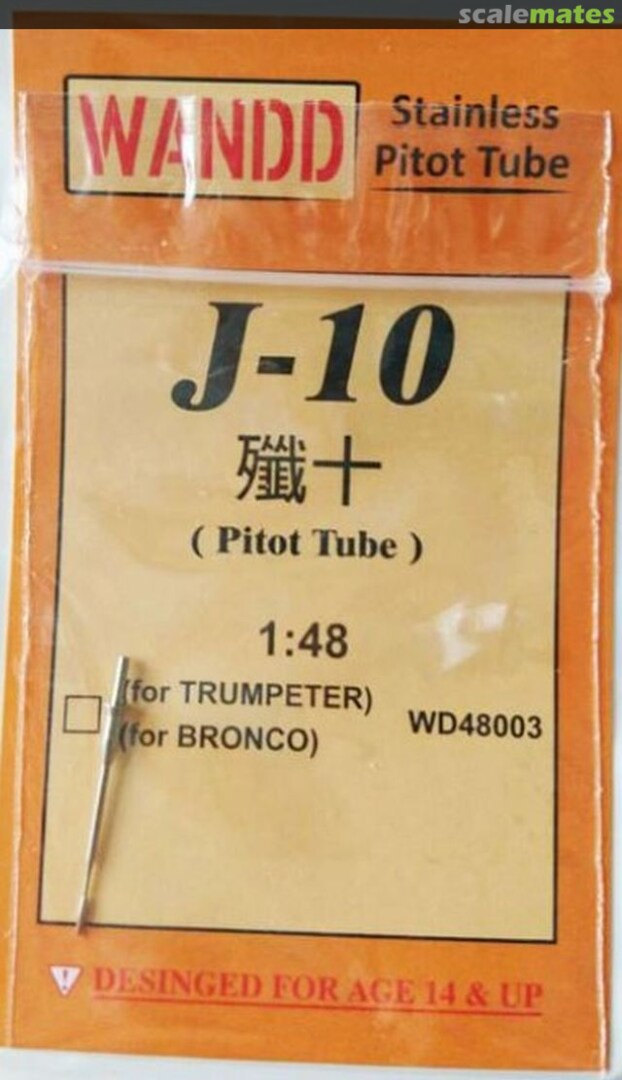 scalemates
WANDD
Stainless
Pitot Tube
J-10
殲十
( Pitot Tube )
1:48
(for TRUMPETER)
(for BRONCO)
WD48003
DESINGED FOR AGE 14 & UP